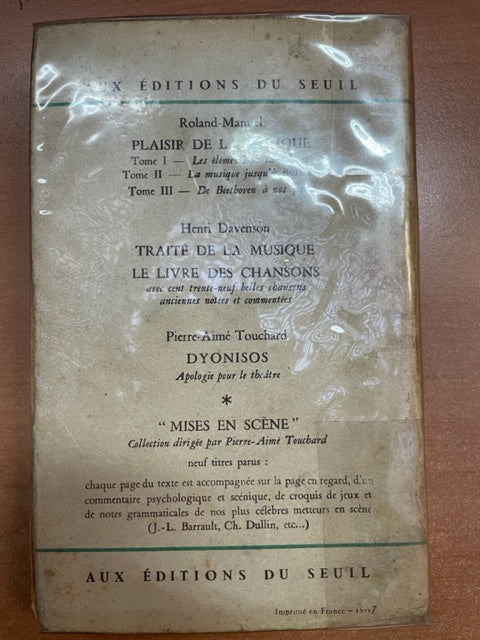 AUX ÉDITIONS DU SEUIL
Roland-Manuel
PLAISIR DE LA MUSIQUE
Tome I — Les éléments
Tome II — La musique jusqu'à
Tome III — De Beethoven à nos
Henri Davenson
TRAITÉ DE LA MUSIQUE
LE LIVRE DES CHANSONS
avec cent trente-neuf belles chansons
anciennes notées et commentées
Pierre-Aimé Touchard
DYONISOS
Apologie pour le théâtre
*
" MISES EN SCÈNE "
Collection dirigée par Pierre-Aimé Touchard
neuf titres parus :
chaque page du texte est accompagnée sur la page en regard, d'un
commentaire psychologique et scénique, de croquis de jeux et
de notes grammaticales de nos plus célèbres metteurs en scène
(J.-L. Barrault, Ch. Dullin, etc...)
AUX ÉDITIONS DU SEUIL
Imprimé en France –